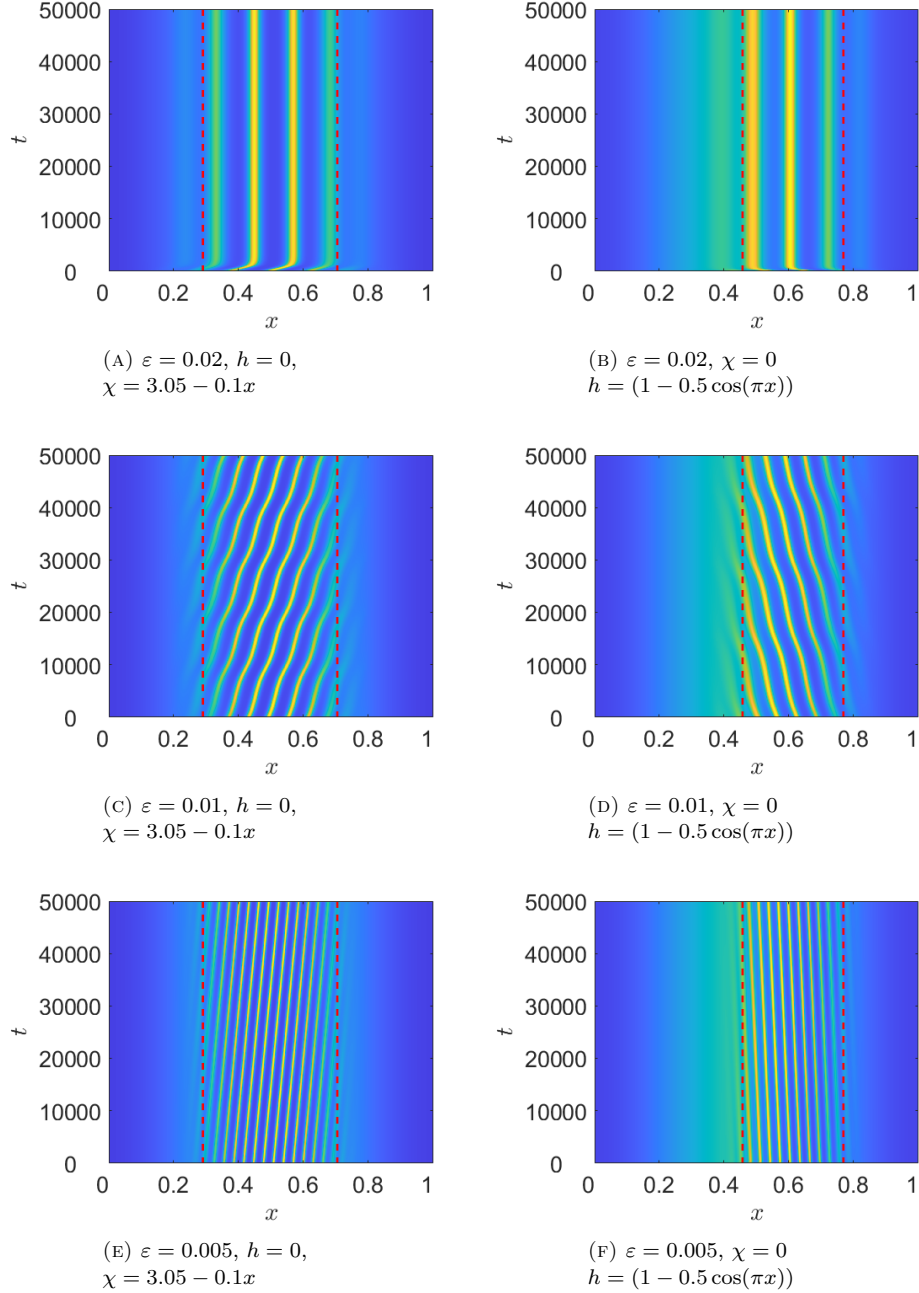 50000
40000
30000
20000
10000
0
t
0 0.2 0.4 0.6 0.8 1
x
(A) ε = 0.02, h = 0,
χ = 3.05 − 0.1x
50000
40000
30000
20000
10000
0
t
0 0.2 0.4 0.6 0.8 1
x
(B) ε = 0.02, χ = 0
h = (1 − 0.5 cos(πx))
50000
40000
30000
20000
10000
0
t
0 0.2 0.4 0.6 0.8 1
x
(C) ε = 0.01, h = 0,
χ = 3.05 − 0.1x
50000
40000
30000
20000
10000
0
t
0 0.2 0.4 0.6 0.8 1
x
(D) ε = 0.01, χ = 0
h = (1 − 0.5 cos(πx))
50000
40000
30000
20000
10000
0
t
0 0.2 0.4 0.6 0.8 1
x
(E) ε = 0.005, h = 0,
χ = 3.05 − 0.1x
50000
40000
30000
20000
10000
0
t
0 0.2 0.4 0.6 0.8 1
x
(F) ε = 0.005, χ = 0
h = (1 − 0.5 cos(πx))